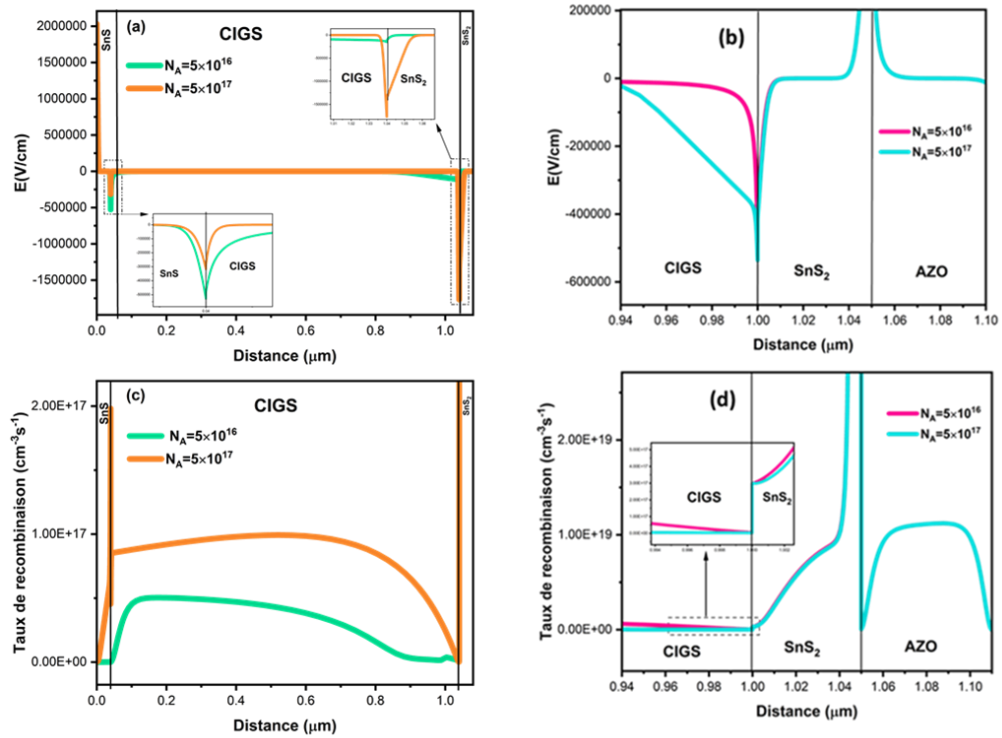 (a)
CIGS
SnS
SnS2
NA=5×10^16
NA=5×10^17
CIGS
SnS2
SnS
CIGS
2000000
1500000
1000000
500000
0
-500000
-1000000
-1500000
E(V/cm)
0.0 0.2 0.4 0.6 0.8 1.0
Distance (μm)
(b)
NA=5×10^16
NA=5×10^17
CIGS
SnS2
AZO
200000
0
-200000
-400000
-600000
E(V/cm)
0.94 0.96 0.98 1.00 1.02 1.04 1.06 1.08 1.10
Distance (μm)
(c)
CIGS
SnS
SnS2
NA=5×10^16
NA=5×10^17
2.00E+17
1.00E+17
0.00E+00
Taux de recombinaison (cm-3s-1)
0.0 0.2 0.4 0.6 0.8 1.0
Distance (μm)
(d)
NA=5×10^16
NA=5×10^17
CIGS
SnS2
CIGS
SnS2
AZO
2.00E+19
1.00E+19
0.00E+00
Taux de recombinaison (cm-3s-1)
0.94 0.96 0.98 1.00 1.02 1.04 1.06 1.08 1.10
Distance (μm)